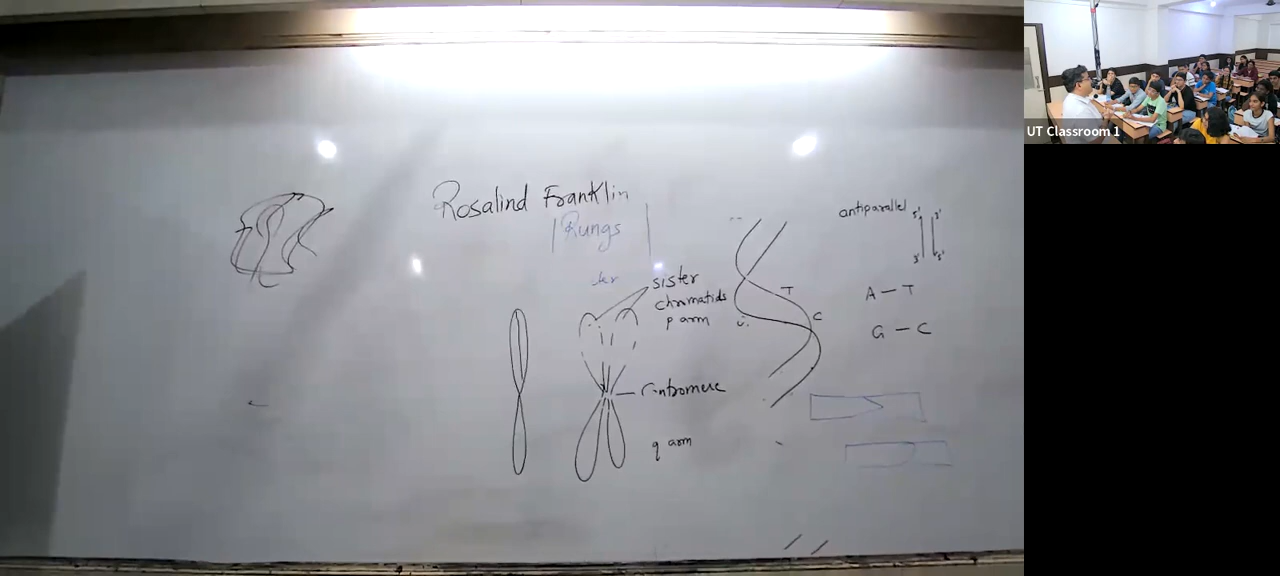 Rosalind Franklin
Rungs
sister
chromatids
p arm
Centromere
q arm
T
C
antiparallel
5' 3'
3' 5'
A — T
G — C
UT Classroom 1